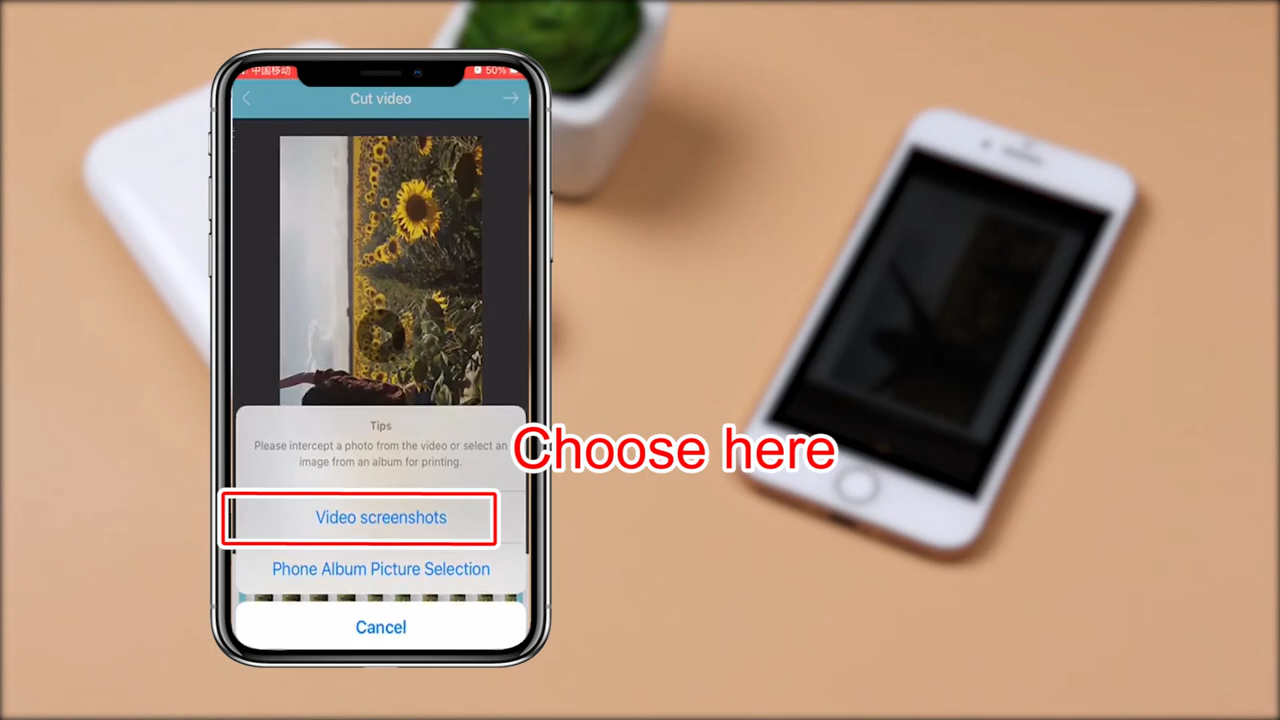 中国移动
50%
Cut video
Tips
Please intercept a photo from the video or select an
image from an album for printing.
Choose here
Video screenshots
Phone Album Picture Selection
Cancel